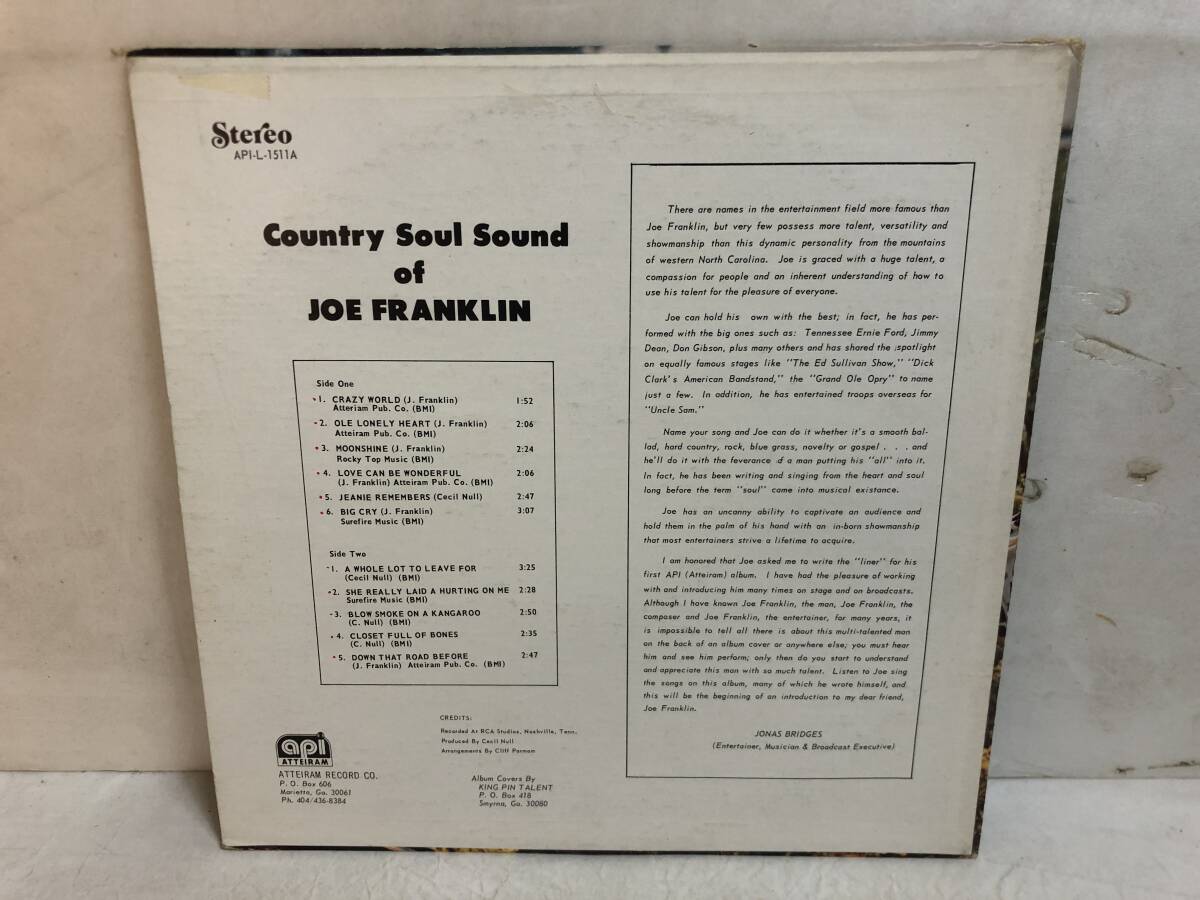 Stereo
API-L-1511A
Country Soul Sound
of
JOE FRANKLIN
Side One
1. CRAZY WORLD (J. Franklin) 1:52
Atteriam Pub. Co. (BMI)
2. OLE LONELY HEART (J. Franklin) 2:06
Atteiram Pub. Co. (BMI)
3. MOONSHINE (J. Franklin) 2:24
Rocky Top Music (BMI)
4. LOVE CAN BE WONDERFUL 2:06
(J. Franklin) Atteiram Pub. Co. (BMI)
5. JEANIE REMEMBERS (Cecil Null) 2:47
6. BIG CRY (J. Franklin) 3:07
Surefire Music (BMI)
Side Two
1. A WHOLE LOT TO LEAVE FOR 3:25
(Cecil Null) (BMI)
2. SHE REALLY LAID A HURTING ON ME 2:28
Surefire Music (BMI)
3. BLOW SMOKE ON A KANGAROO 2:50
(C. Null) (BMI)
4. CLOSET FULL OF BONES 2:35
(C. Null) (BMI)
5. DOWN THAT ROAD BEFORE 2:47
(J. Franklin) Atteiram Pub. Co. (BMI)
CREDITS:
Recorded At RCA Studios, Nashville, Tenn.
Produced By Cecil Null
Arrangements By Cliff Parman
api
ATTEIRAM
ATTEIRAM RECORD CO.
P. O. Box 606
Marietta, Ga. 30061
Ph. 404/436-8384
Album Covers By
KING PIN TALENT
P. O. Box 418
Smyrna, Ga. 30080
There are names in the entertainment field more famous than
Joe Franklin, but very few possess more talent, versatility and
showmanship than this dynamic personality from the mountains
of western North Carolina. Joe is graced with a huge talent, a
compassion for people and an inherent understanding of how to
use his talent for the pleasure of everyone.
Joe can hold his own with the best; in fact, he has per-
formed with the big ones such as: Tennessee Ernie Ford, Jimmy
Dean, Don Gibson, plus many others and has shared the spotlight
on equally famous stages like "The Ed Sullivan Show," "Dick
Clark's American Bandstand," the "Grand Ole Opry" to name
just a few. In addition, he has entertained troops overseas for
"Uncle Sam."
Name your song and Joe can do it whether it's a smooth bal-
lad, hard country, rock, blue grass, novelty or gospel . . . and
he'll do it with the feverance of a man putting his "all" into it.
In fact, he has been writing and singing from the heart and soul
long before the term "soul" came into musical existance.
Joe has an uncanny ability to captivate an audience and
hold them in the palm of his hand with an in-born showmanship
that most entertainers strive a lifetime to acquire.
I am honored that Joe asked me to write the "liner" for his
first API (Atteiram) album. I have had the pleasure of working
with and introducing him many times on stage and on broadcasts.
Although I have known Joe Franklin, the man, Joe Franklin, the
composer and Joe Franklin, the entertainer, for many years, it
is impossible to tell all there is about this multi-talented man
on the back of an album cover or anywhere else; you must hear
him and see him perform; only then do you start to understand
and appreciate this man with so much talent. Listen to Joe sing
the songs on this album, many of which he wrote himself, and
this will be the beginning of an introduction to my dear friend,
Joe Franklin.
JONAS BRIDGES
(Entertainer, Musician & Broadcast Executive)